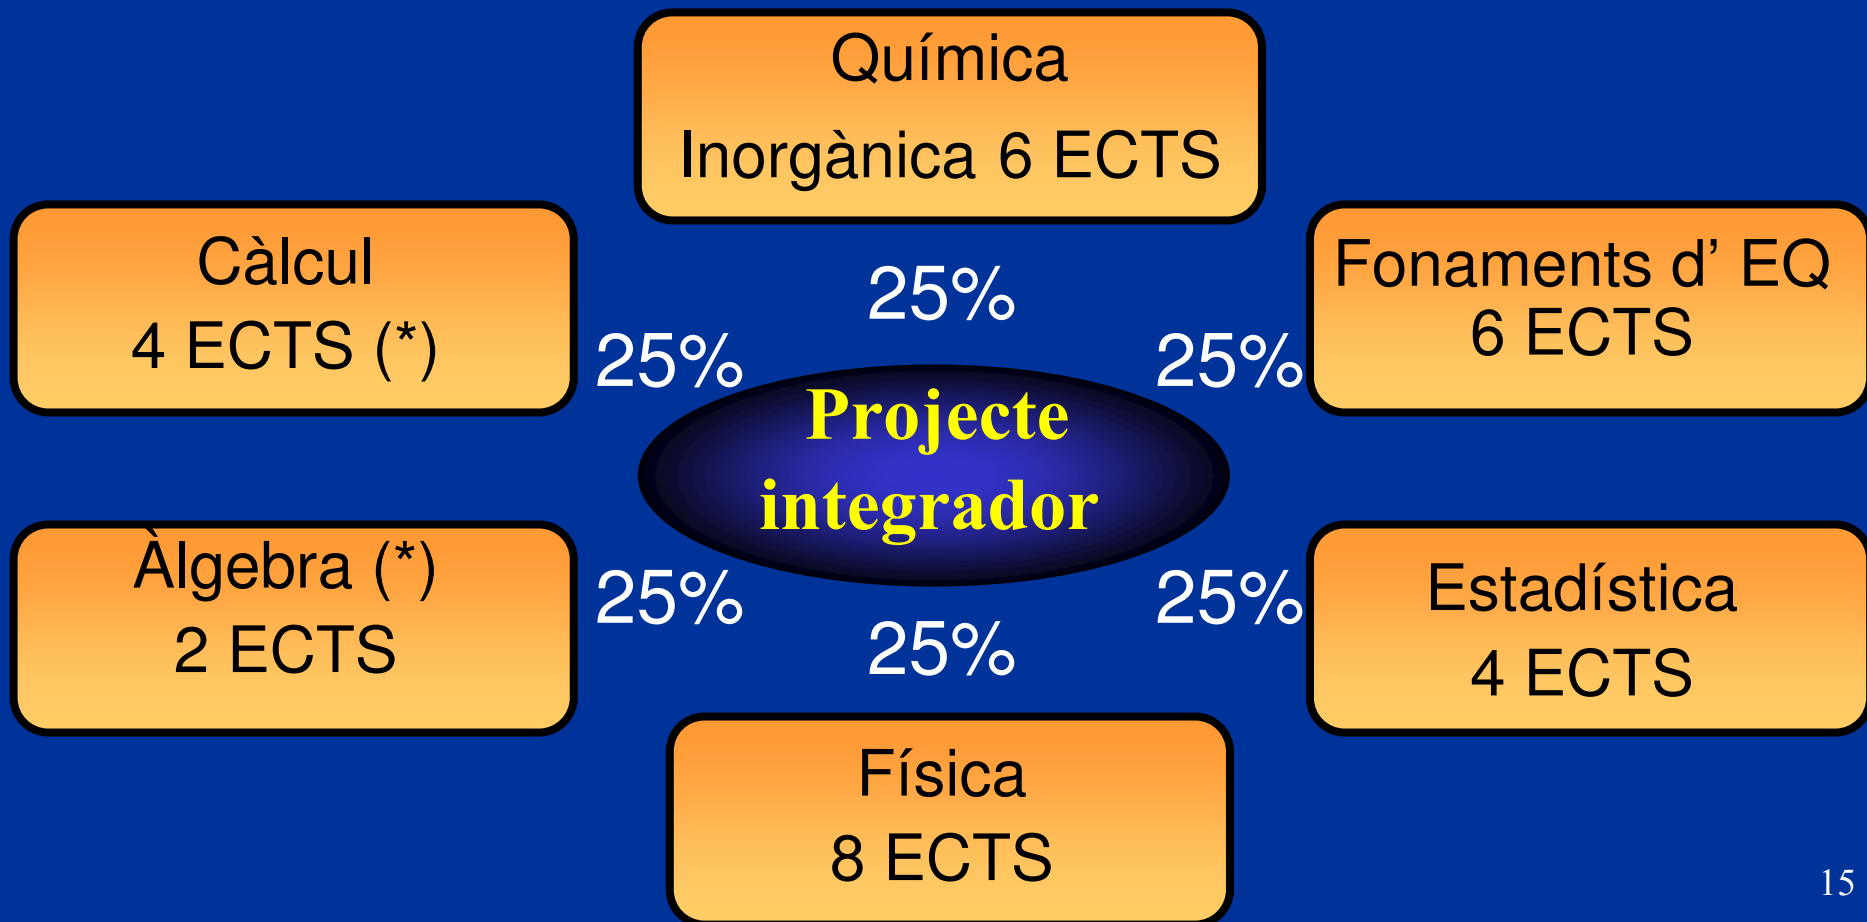 Química
Inorgànica 6 ECTS
Càlcul
4 ECTS (*)
25%
25%
25%
Fonaments d’ EQ
6 ECTS
Projecte
integrador
Àlgebra (*)
2 ECTS
25%
25%
25%
Estadística
4 ECTS
Física
8 ECTS
15